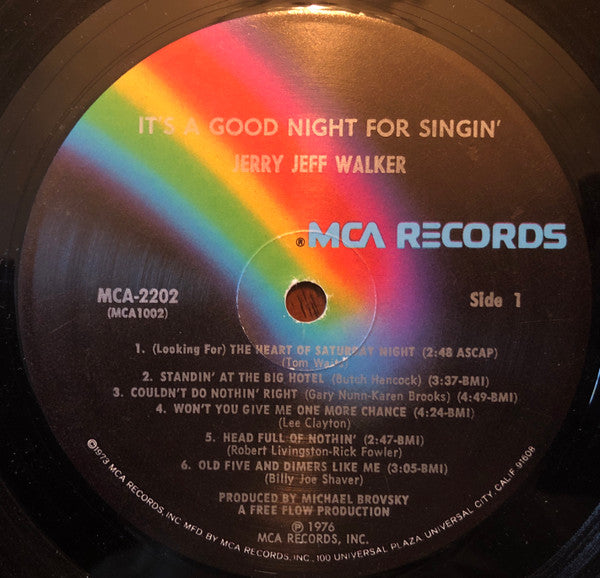 IT'S A GOOD NIGHT FOR SINGIN'
JERRY JEFF WALKER
® MCA RECORDS
MCA-2202
(MCA1002)
Side 1
1. (Looking For) THE HEART OF SATURDAY NIGHT (2:48 ASCAP)
(Tom Waits)
2. STANDIN' AT THE BIG HOTEL (Butch Hancock) (3:37-BMI)
3. COULDN'T DO NOTHIN' RIGHT (Gary Nunn-Karen Brooks) (4:49-BMI)
4. WON'T YOU GIVE ME ONE MORE CHANCE (4:24-BMI)
(Lee Clayton)
5. HEAD FULL OF NOTHIN' (2:47-BMI)
(Robert Livingston-Rick Fowler)
6. OLD FIVE AND DIMERS LIKE ME (3:05-BMI)
(Billy Joe Shaver)
PRODUCED BY MICHAEL BROVSKY
A FREE FLOW PRODUCTION
℗ 1976
MCA RECORDS, INC.
©1973 MCA RECORDS, INC. MFD BY MCA RECORDS, INC., 100 UNIVERSAL PLAZA, UNIVERSAL CITY, CALIF. 91608